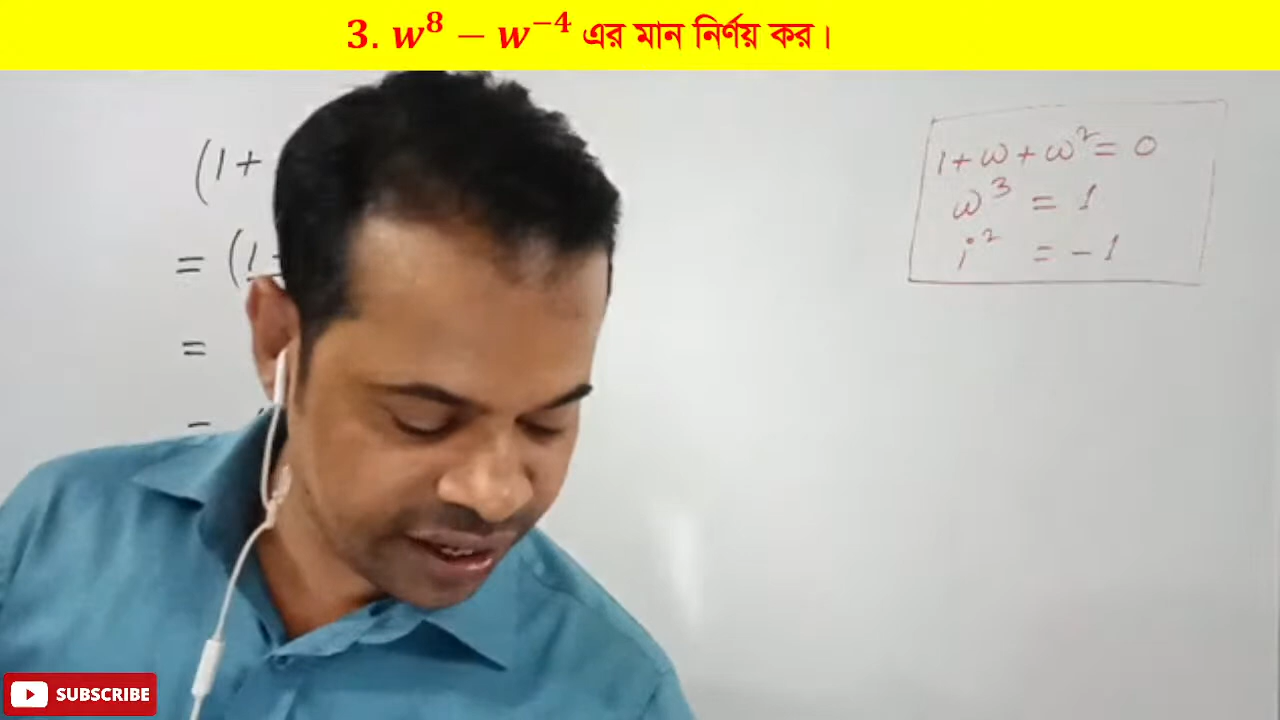 3. w⁸ − w⁻⁴ এর মান নির্ণয় কর।
(1+
= (1
=
=
1+ω+ω²= 0
ω³ = 1
i² = −1
SUBSCRIBE